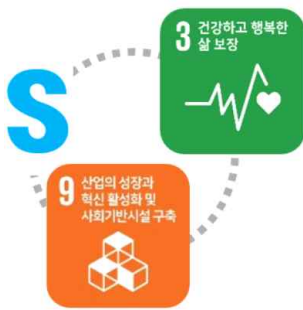 3 건강하고 행복한
삶 보장
S
9 산업의 성장과
혁신 활성화 및
사회기반시설 구축